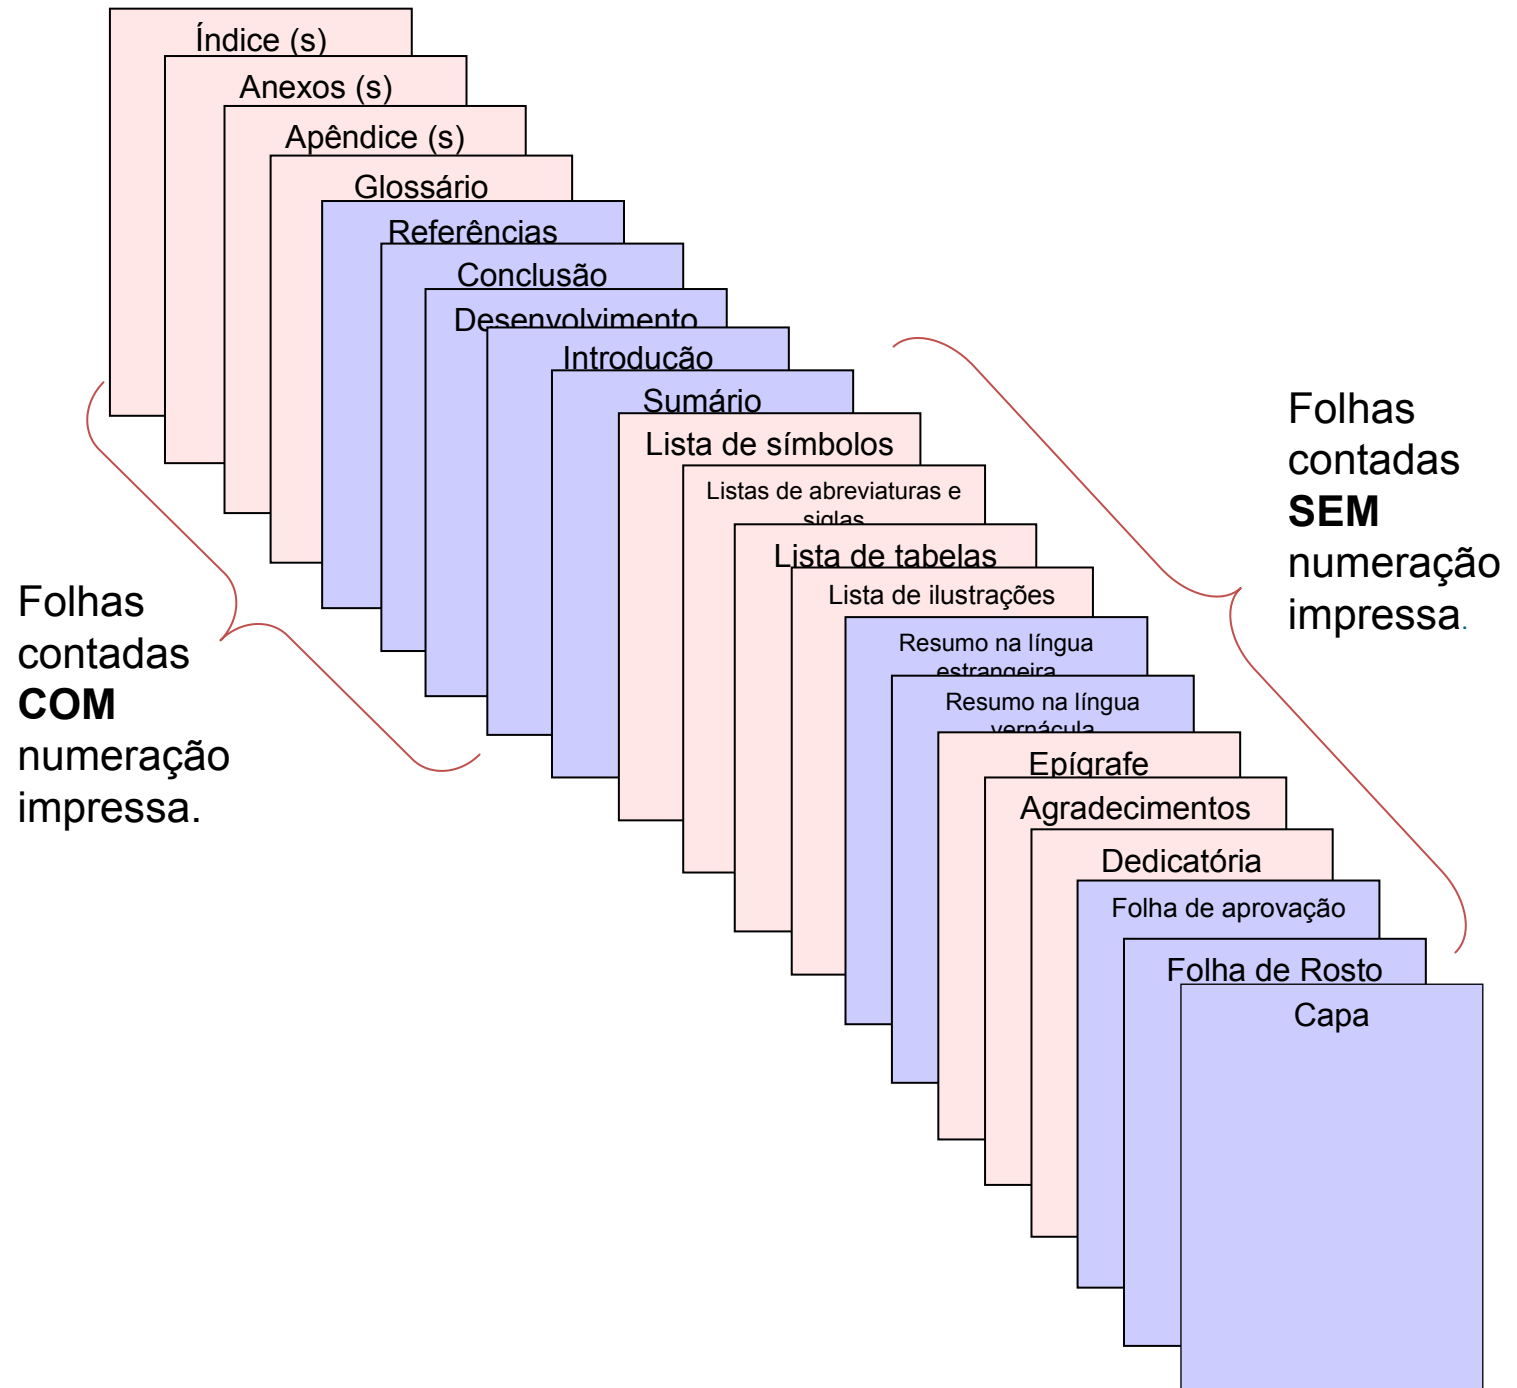 Índice (s)
Anexos (s)
Apêndice (s)
Glossário
Referências
Conclusão
Desenvolvimento
Introdução
Sumário
Lista de símbolos
Listas de abreviaturas e
siglas
Lista de tabelas
Lista de ilustrações
Resumo na língua
estrangeira
Resumo na língua
vernácula
Epígrafe
Agradecimentos
Dedicatória
Folha de aprovação
Folha de Rosto
Capa
Folhas
contadas
COM
numeração
impressa.
Folhas
contadas
SEM
numeração
impressa.